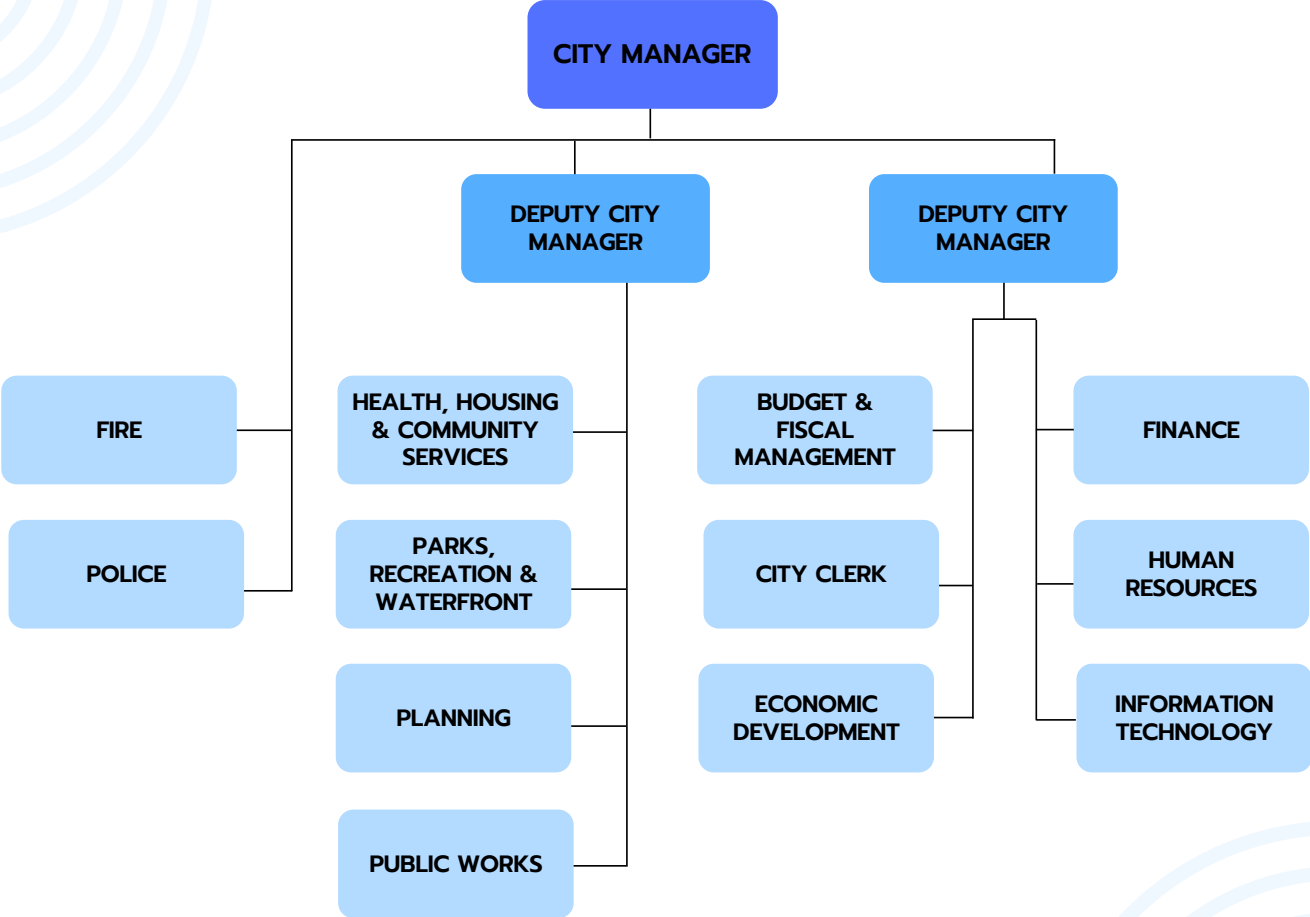 CITY MANAGER
DEPUTY CITY
MANAGER
DEPUTY CITY
MANAGER
FIRE
POLICE
HEALTH, HOUSING
& COMMUNITY
SERVICES
PARKS,
RECREATION &
WATERFRONT
PLANNING
PUBLIC WORKS
BUDGET &
FISCAL
MANAGEMENT
CITY CLERK
ECONOMIC
DEVELOPMENT
FINANCE
HUMAN
RESOURCES
INFORMATION
TECHNOLOGY